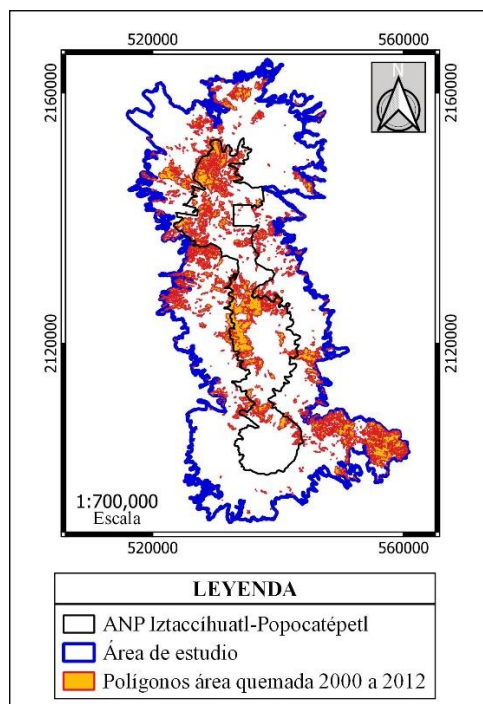 520000 560000
2160000 2160000
N
2120000 2120000
1:700,000
Escala
520000 560000
LEYENDA
ANP Iztaccíhuatl-Popocatépetl
Área de estudio
Polígonos área quemada 2000 a 2012